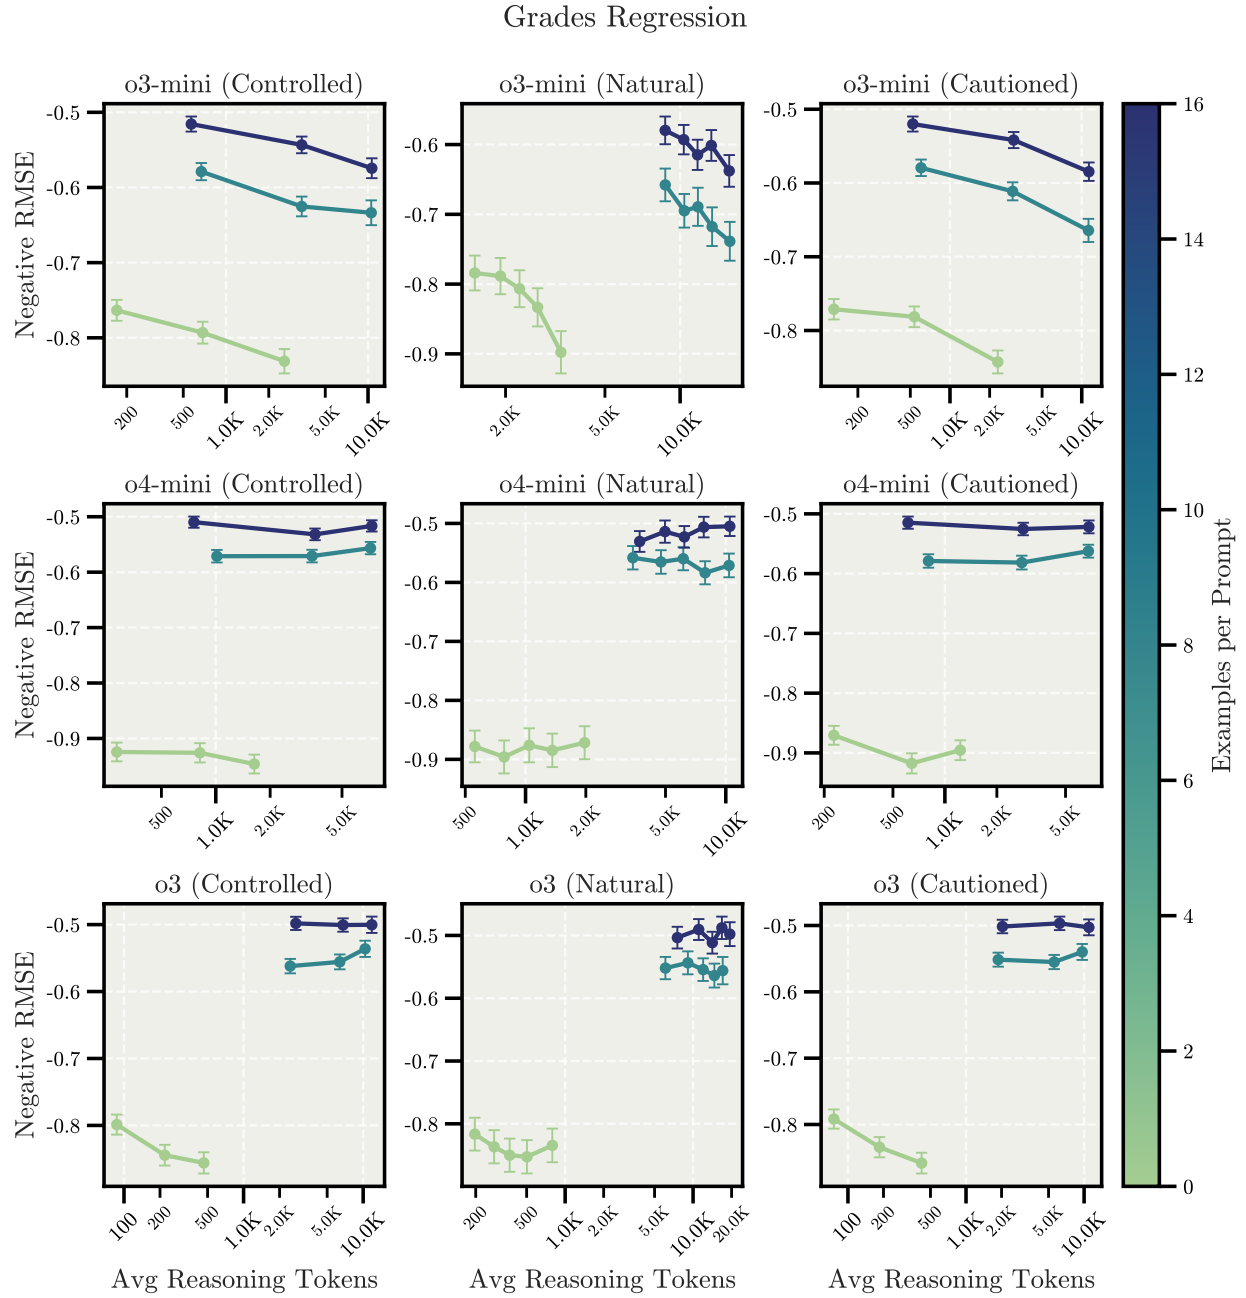 Grades Regression
o3-mini (Controlled)
o3-mini (Natural)
o3-mini (Cautioned)
Negative RMSE
-0.5
-0.6
-0.7
-0.8
200
500
1.0K
2.0K
5.0K
10.0K
-0.6
-0.7
-0.8
-0.9
2.0K
5.0K
10.0K
-0.5
-0.6
-0.7
-0.8
200
500
1.0K
2.0K
5.0K
10.0K
o4-mini (Controlled)
o4-mini (Natural)
o4-mini (Cautioned)
Negative RMSE
-0.5
-0.6
-0.7
-0.8
-0.9
500
1.0K
2.0K
5.0K
-0.5
-0.6
-0.7
-0.8
-0.9
500
1.0K
2.0K
5.0K
10.0K
-0.5
-0.6
-0.7
-0.8
-0.9
200
500
1.0K
2.0K
5.0K
o3 (Controlled)
o3 (Natural)
o3 (Cautioned)
Negative RMSE
-0.5
-0.6
-0.7
-0.8
100
200
500
1.0K
2.0K
5.0K
10.0K
-0.5
-0.6
-0.7
-0.8
200
500
1.0K
2.0K
5.0K
10.0K
20.0K
-0.5
-0.6
-0.7
-0.8
100
200
500
1.0K
2.0K
5.0K
10.0K
Avg Reasoning Tokens
Avg Reasoning Tokens
Avg Reasoning Tokens
16
14
12
10
8
6
4
2
0
Examples per Prompt